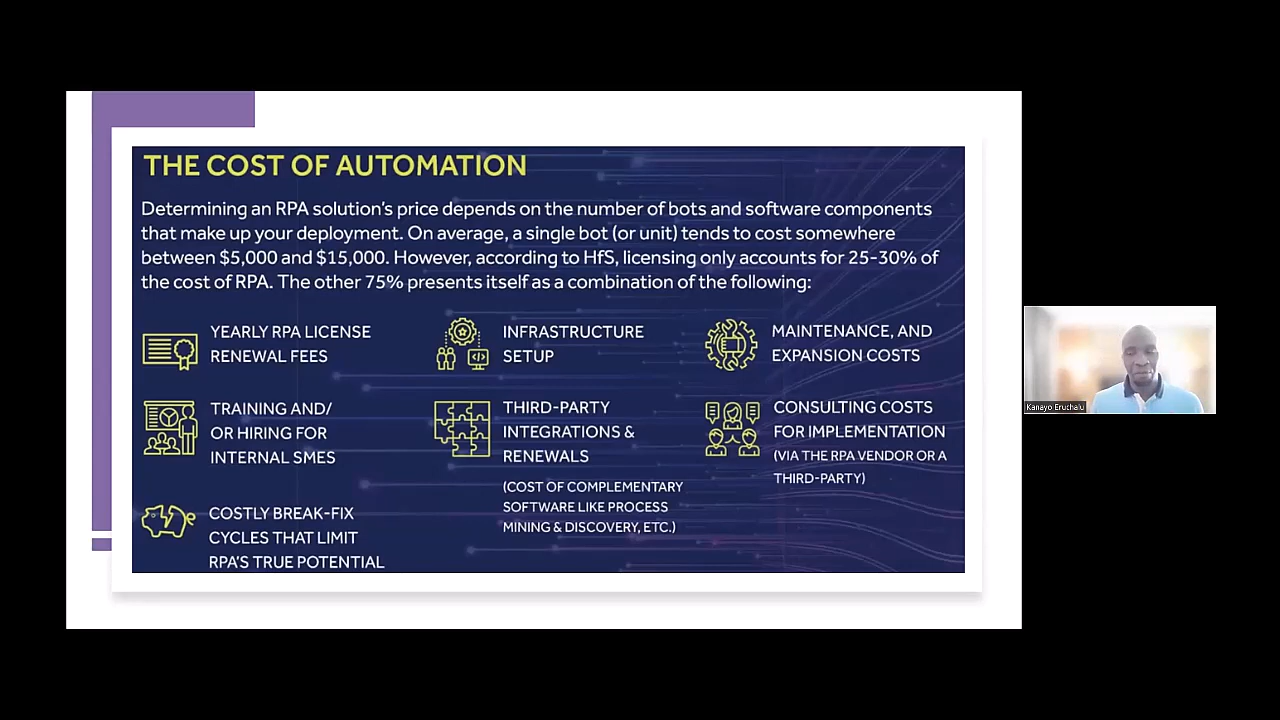 THE COST OF AUTOMATION
Determining an RPA solution's price depends on the number of bots and software components
that make up your deployment. On average, a single bot (or unit) tends to cost somewhere
between $5,000 and $15,000. However, according to HfS, licensing only accounts for 25-30% of
the cost of RPA. The other 75% presents itself as a combination of the following:
YEARLY RPA LICENSE
RENEWAL FEES
INFRASTRUCTURE
SETUP
MAINTENANCE, AND
EXPANSION COSTS
TRAINING AND/
OR HIRING FOR
INTERNAL SMES
THIRD-PARTY
INTEGRATIONS &
RENEWALS
(COST OF COMPLEMENTARY
SOFTWARE LIKE PROCESS
MINING & DISCOVERY, ETC.)
CONSULTING COSTS
FOR IMPLEMENTATION
(VIA THE RPA VENDOR OR A
THIRD-PARTY)
COSTLY BREAK-FIX
CYCLES THAT LIMIT
RPA'S TRUE POTENTIAL
Kanayo Eruchalu